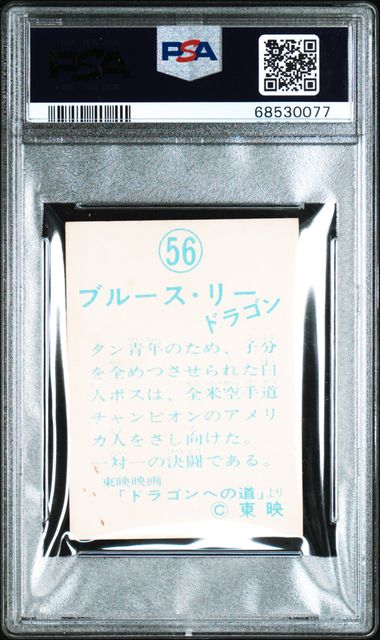 PSA
PSA
68530077
56
ブルース・リー
ドラゴン
タン青年のため、子分
を全めつさせられた白
人ボスは、全米空手道
チャンピオンのアメリ
カ人をさし向けた。
一対一の決闘である。
東映映画
「ドラゴンへの道」より
© 東映